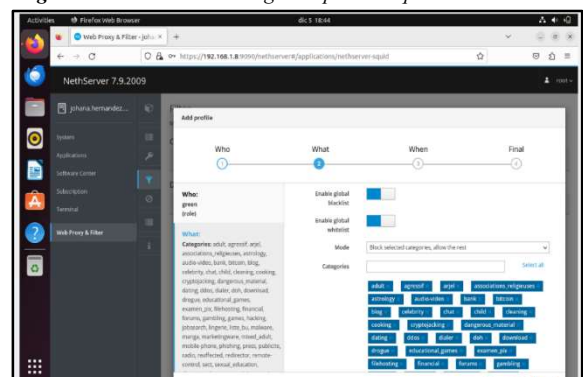 Activities
Firefox Web Browser
dic 5 18:44
Web Proxy & Filter - joha
https://192.168.1.8:9090/nethserver#/applications/nethserver-squid
NethServer 7.9.2009
root
johana.hernandez...
System
Applications
Software Center
Subscription
Terminal
Web Proxy & Filter
Add profile
Who
What
When
Final
1
2
3
4
Who:
green
(role)
What:
Categories: adult, agressif, arjel,
associations_religieuses, astrology,
audio-video, bank, bitcoin, blog,
celebrity, chat, child, cleaning, cooking,
cryptojacking, dangerous_material,
dating, ddos, dialer, doh, download,
drogue, educational_games,
examen_pix, filehosting, financial,
forums, gambling, games, hacking,
jobsearch, lingerie, liste_bu, malware,
manga, marketingware, mixed_adult,
mobile-phone, phishing, press, publicite,
radio, reaffected, redirector, remote-
control, sect, sexual_education,
Enable global
blacklist
Enable global
whitelist
Mode
Block selected categories, allow the rest
Categories
Select all
adult
agressif
arjel
associations_religieuses
astrology
audio-video
bank
bitcoin
blog
celebrity
chat
child
cleaning
cooking
cryptojacking
dangerous_material
dating
ddos
dialer
doh
download
drogue
educational_games
examen_pix
filehosting
financial
forums
gambling